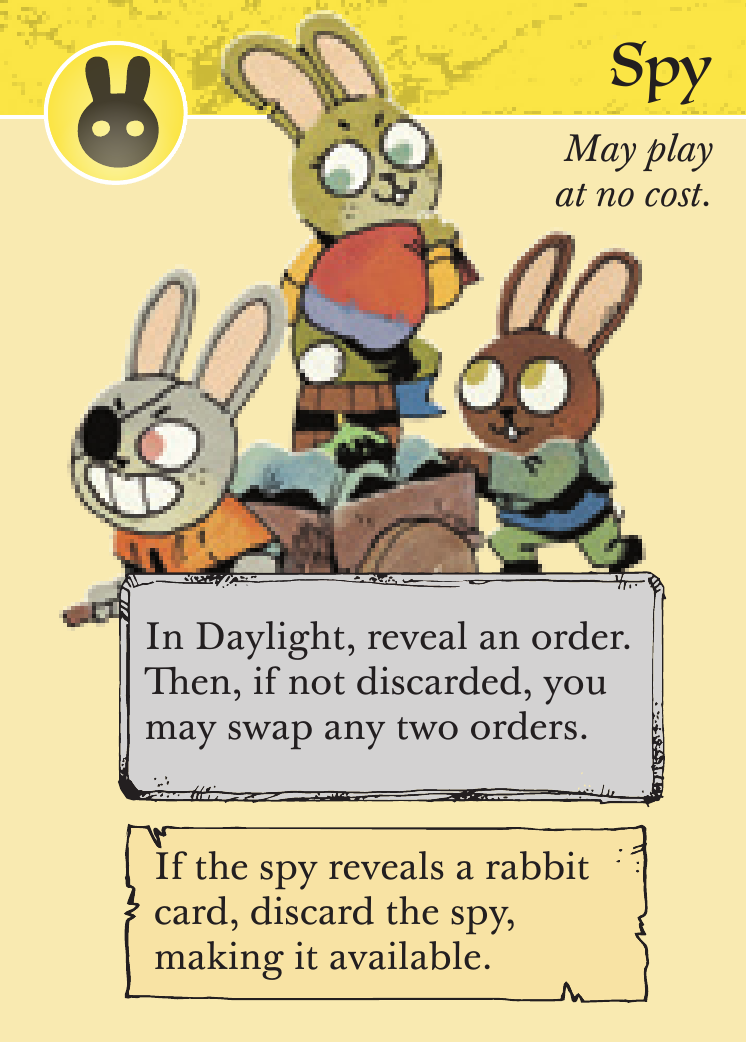 Spy
May play
at no cost.
In Daylight, reveal an order.
Then, if not discarded, you
may swap any two orders.
If the spy reveals a rabbit
card, discard the spy,
making it available.